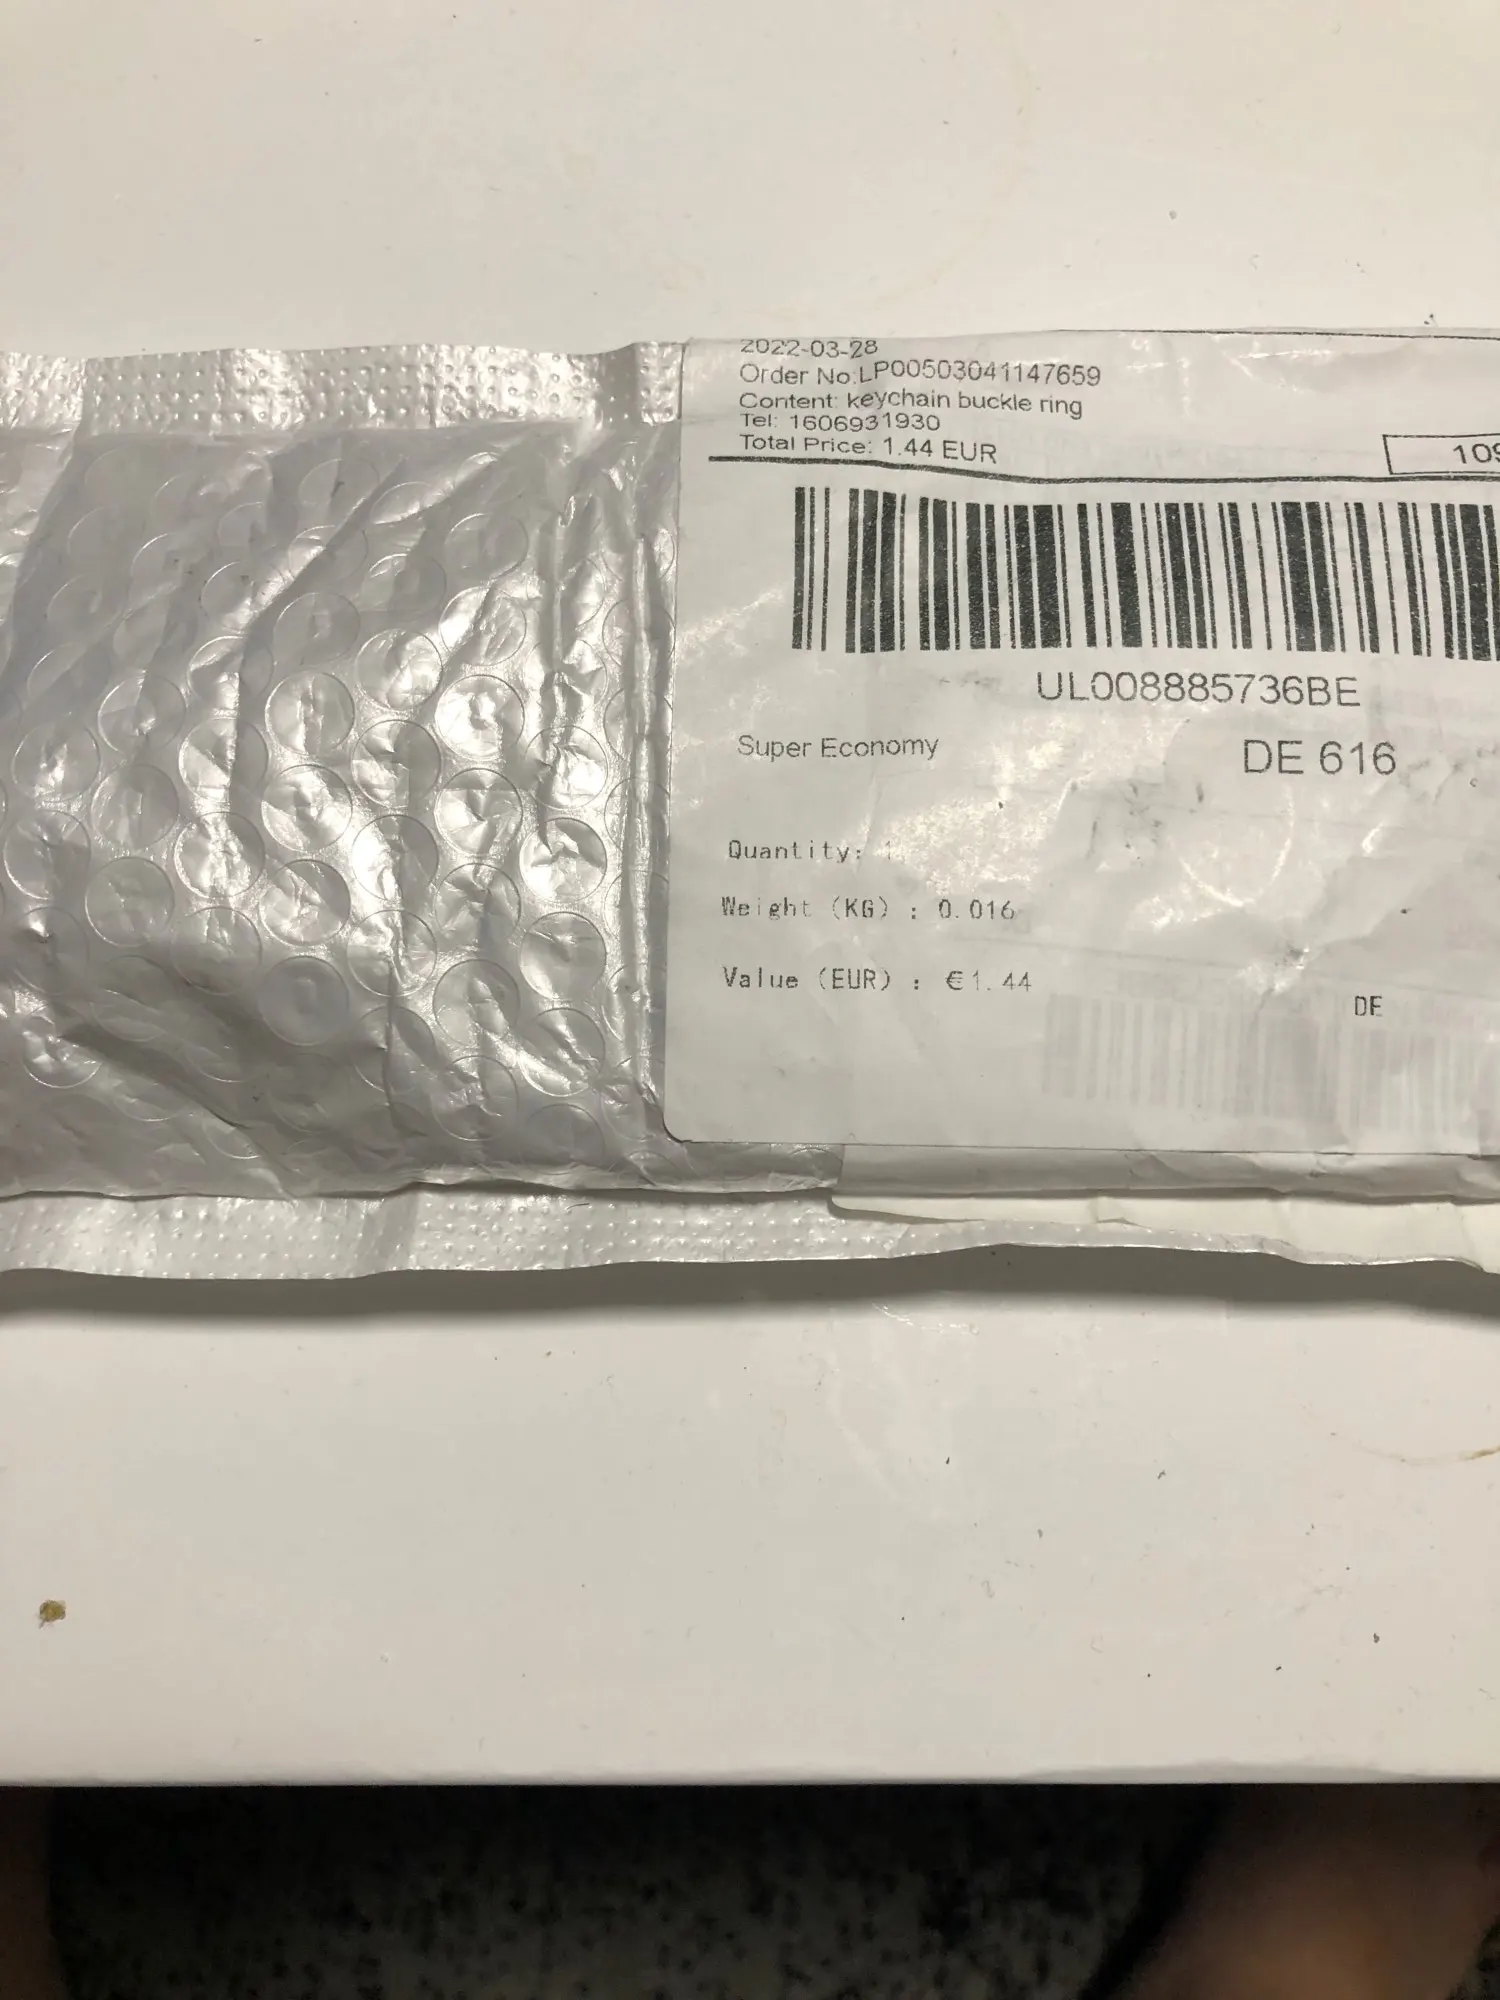 2022-03-28
Order No:LP00503041147659
Content: keychain buckle ring
Tel: 1606931930
Total Price: 1.44 EUR
109
UL008885736BE
Super Economy
DE 616
Quantity: 1
Weight (KG) : 0.016
Value (EUR) : €1.44
DE